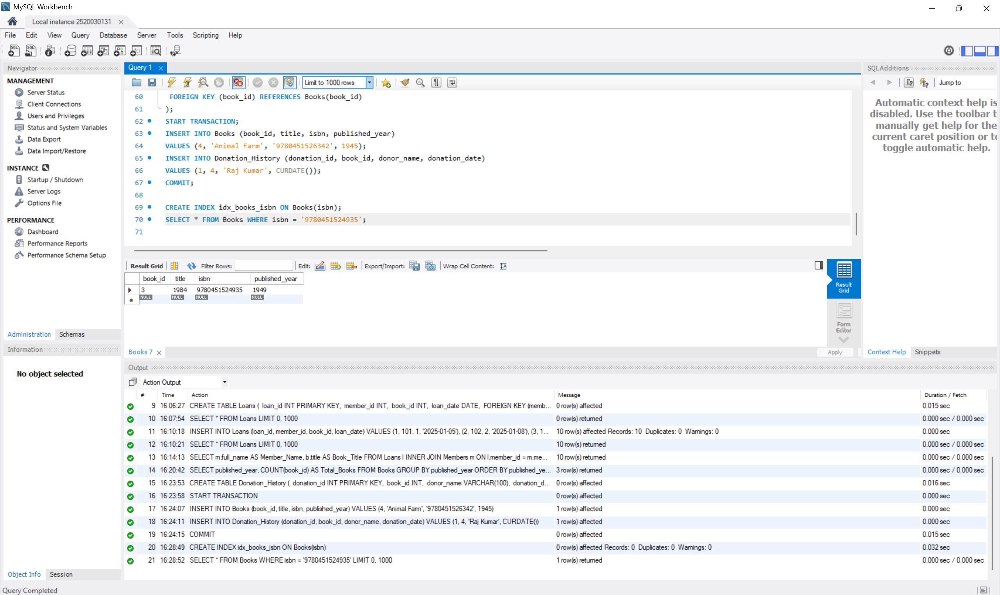 MySQL Workbench
Local instance 2520030131
File Edit View Query Database Server Tools Scripting Help
Navigator
MANAGEMENT
Server Status
Client Connections
Users and Privileges
Status and System Variables
Data Export
Data Import/Restore
INSTANCE
Startup / Shutdown
Server Logs
Options File
PERFORMANCE
Dashboard
Performance Reports
Performance Schema Setup
Administration Schemas
Information
No object selected
Object Info Session
Query 1
Limit to 1000 rows
60 FOREIGN KEY (book_id) REFERENCES Books(book_id)
61 );
62 START TRANSACTION;
63 INSERT INTO Books (book_id, title, isbn, published_year)
64 VALUES (4, 'Animal Farm', '9780451526342', 1945);
65 INSERT INTO Donation_History (donation_id, book_id, donor_name, donation_date)
66 VALUES (1, 4, 'Raj Kumar', CURDATE());
67 COMMIT;
68
69 CREATE INDEX idx_books_isbn ON Books(isbn);
70 SELECT * FROM Books WHERE isbn = '9780451524935';
71
Result Grid Filter Rows: Edit: Export/Import: Wrap Cell Content:
book_id title isbn published_year
3 1984 9780451524935 1949
NULL NULL NULL NULL
Result
Grid
Form
Editor
Books 7
Apply
SQLAdditions
Jump to
Automatic context help is
disabled. Use the toolbar t
manually get help for the
current caret position or to
toggle automatic help.
Context Help Snippets
Output
Action Output
# Time Action Message Duration / Fetch
9 16:06:27 CREATE TABLE Loans ( loan_id INT PRIMARY KEY, member_id INT, book_id INT, loan_date DATE, FOREIGN KEY (memb... 0 row(s) affected 0.015 sec
10 16:07:54 SELECT * FROM Loans LIMIT 0, 1000 0 row(s) returned 0.000 sec / 0.000 sec
11 16:10:18 INSERT INTO Loans (loan_id, member_id, book_id, loan_date) VALUES (1, 101, 1, '2025-01-05'), (2, 102, 2, '2025-01-08'), (3, 1... 10 row(s) affected Records: 10 Duplicates: 0 Warnings: 0 0.000 sec
12 16:10:21 SELECT * FROM Loans LIMIT 0, 1000 10 row(s) returned 0.000 sec / 0.000 sec
13 16:14:13 SELECT m.full_name AS Member_Name, b.title AS Book_Title FROM Loans l INNER JOIN Members m ON l.member_id = m.me... 10 row(s) returned 0.000 sec / 0.000 sec
14 16:20:42 SELECT published_year, COUNT(book_id) AS Total_Books FROM Books GROUP BY published_year ORDER BY published_ye... 3 row(s) returned 0.000 sec / 0.000 sec
15 16:23:53 CREATE TABLE Donation_History ( donation_id INT PRIMARY KEY, book_id INT, donor_name VARCHAR(100), donation_d... 0 row(s) affected 0.016 sec
16 16:23:58 START TRANSACTION 0 row(s) affected 0.000 sec
17 16:24:07 INSERT INTO Books (book_id, title, isbn, published_year) VALUES (4, 'Animal Farm', '9780451526342', 1945) 1 row(s) affected 0.000 sec
18 16:24:11 INSERT INTO Donation_History (donation_id, book_id, donor_name, donation_date) VALUES (1, 4, 'Raj Kumar', CURDATE()) 1 row(s) affected 0.000 sec
19 16:24:15 COMMIT 0 row(s) affected 0.015 sec
20 16:28:49 CREATE INDEX idx_books_isbn ON Books(isbn) 0 row(s) affected Records: 0 Duplicates: 0 Warnings: 0 0.032 sec
21 16:28:52 SELECT * FROM Books WHERE isbn = '9780451524935' LIMIT 0, 1000 1 row(s) returned 0.000 sec / 0.000 sec
Query Completed